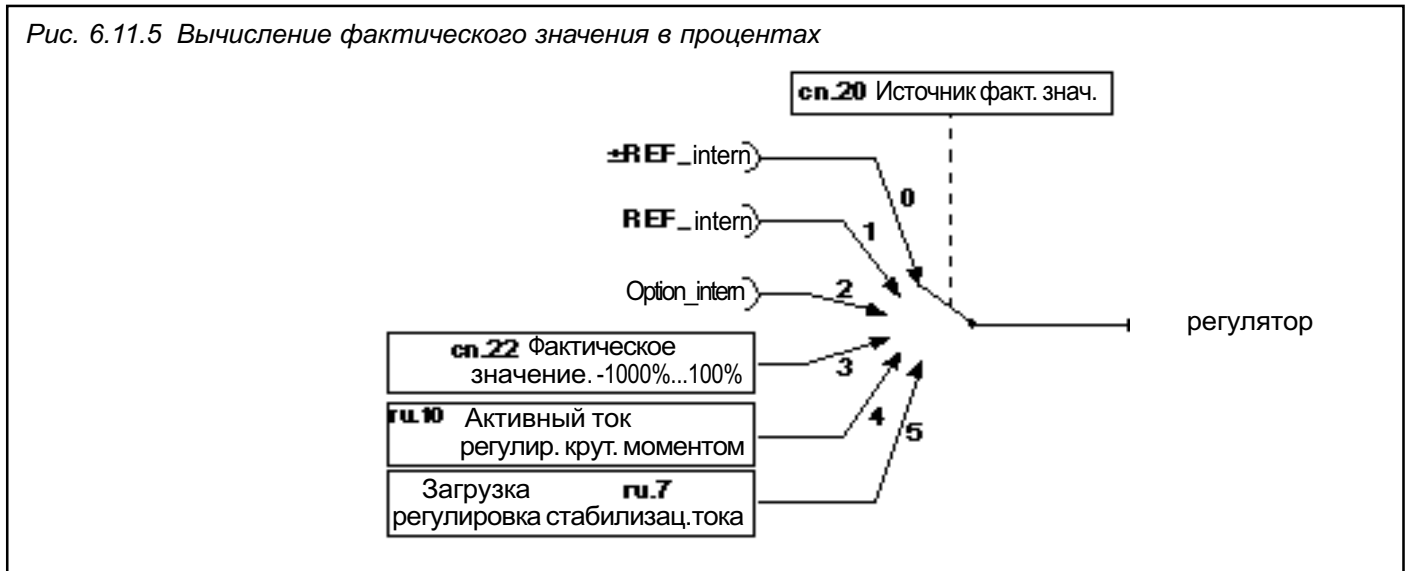 Рис. 6.11.5 Вычисление фактического значения в процентах
cn.20 Источник факт. знач.
±REF_intern
0
REF_intern
1
Option_intern
2
регулятор
cn.22 Фактическое
значение. -1000%...100%
3
ru.10 Активный ток
регулир. крут. моментом
4
5
Загрузка ru.7
регулировка стабилизац.тока